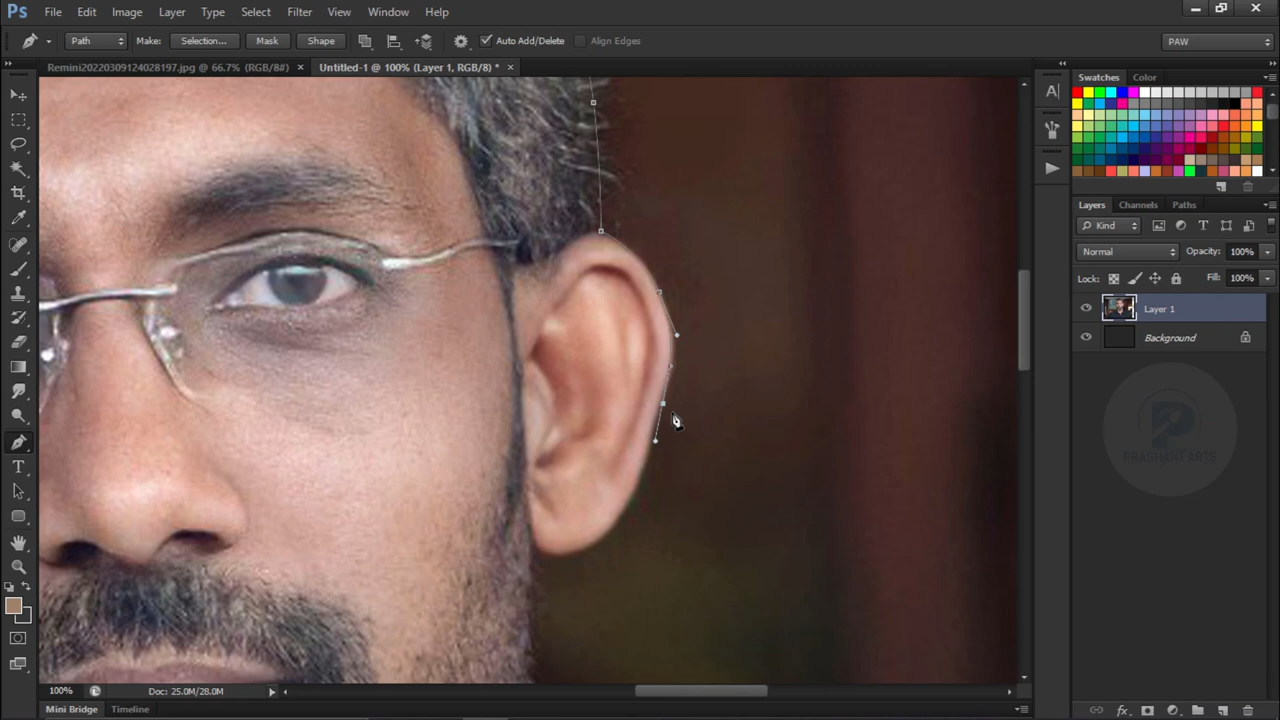 Ps File Edit Image Layer Type Select Filter View Window Help
Path Make: Selection... Mask Shape Auto Add/Delete Align Edges PAW
Remini20220309124028197.jpg @ 66.7% (RGB/8#) × Untitled-1 @ 100% (Layer 1, RGB/8) * ×
Swatches Color
Layers Channels Paths
Kind
Normal Opacity: 100%
Lock: Fill: 100%
Layer 1
Background
PRASHANT ARTS
100% Doc: 25.0M/28.0M
Mini Bridge Timeline